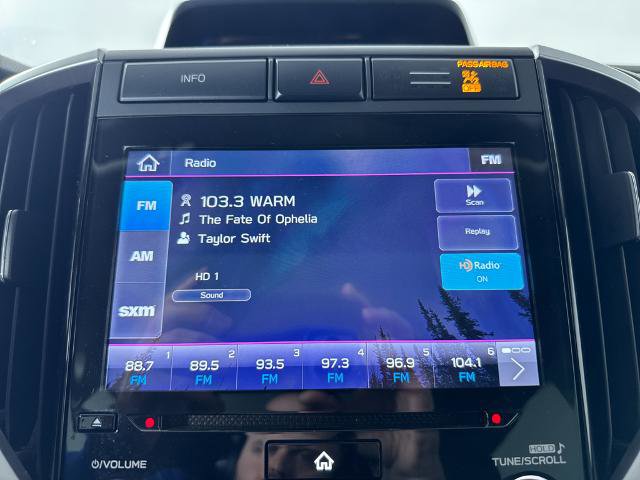 INFO
PASS AIRBAG
OFF
Radio
FM
FM
103.3 WARM
The Fate Of Ophelia
Taylor Swift
Scan
Replay
AM
HD 1
HD Radio
ON
Sound
sxm
1 2 3 4 5 6
88.7 89.5 93.5 97.3 96.9 104.1
FM FM FM FM FM FM
VOLUME
HOLD
TUNE/SCROLL